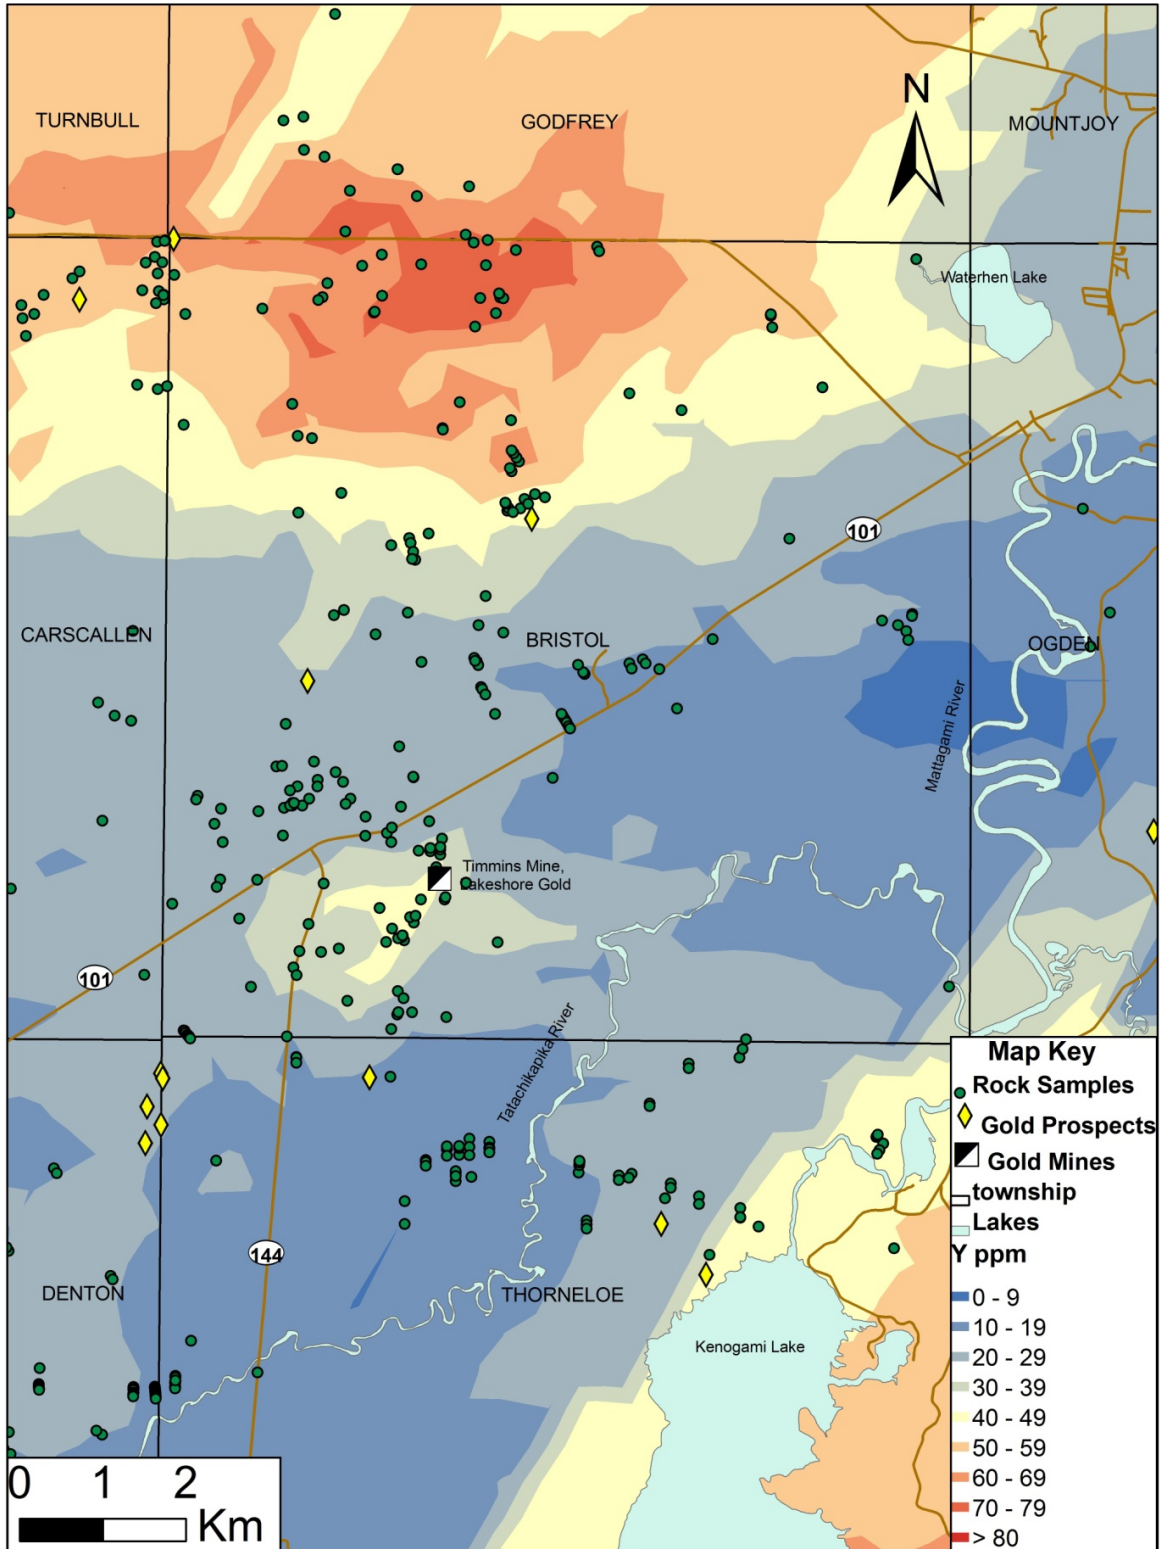 N
TURNBULL
GODFREY
MOUNTJOY
Waterhen Lake
101
CARSCALLEN
BRISTOL
OGDEN
Mattagami River
Timmins Mine,
Lakeshore Gold
101
Tatachikapika River
144
DENTON
THORNELOE
Kenogami Lake
Map Key
Rock Samples
Gold Prospects
Gold Mines
township
Lakes
Y ppm
0 - 9
10 - 19
20 - 29
30 - 39
40 - 49
50 - 59
60 - 69
70 - 79
> 80
0 1 2
Km